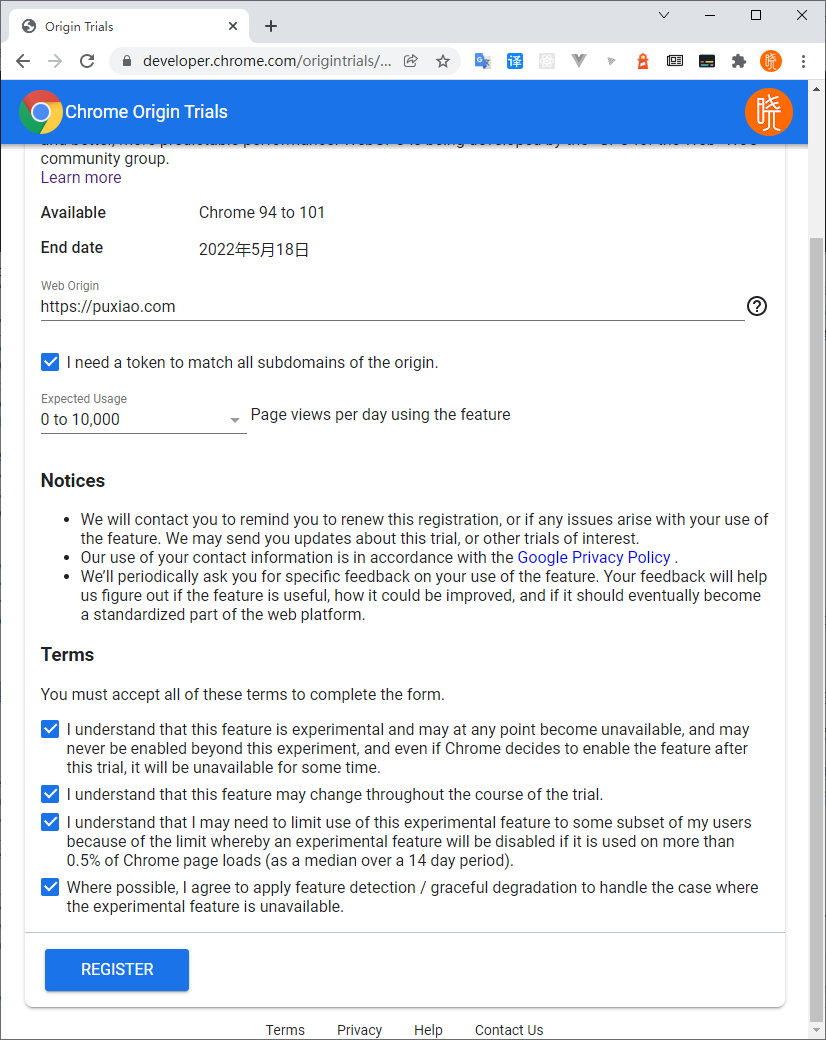 Origin Trials
developer.chrome.com/origintrials/...
译
晓
Chrome Origin Trials
晓
community group.
Learn more
Available Chrome 94 to 101
End date 2022年5月18日
Web Origin
https://puxiao.com
I need a token to match all subdomains of the origin.
Expected Usage
0 to 10,000 Page views per day using the feature
Notices
• We will contact you to remind you to renew this registration, or if any issues arise with your use of
the feature. We may send you updates about this trial, or other trials of interest.
• Our use of your contact information is in accordance with the Google Privacy Policy .
• We’ll periodically ask you for specific feedback on your use of the feature. Your feedback will help
us figure out if the feature is useful, how it could be improved, and if it should eventually become
a standardized part of the web platform.
Terms
You must accept all of these terms to complete the form.
I understand that this feature is experimental and may at any point become unavailable, and may
never be enabled beyond this experiment, and even if Chrome decides to enable the feature after
this trial, it will be unavailable for some time.
I understand that this feature may change throughout the course of the trial.
I understand that I may need to limit use of this experimental feature to some subset of my users
because of the limit whereby an experimental feature will be disabled if it is used on more than
0.5% of Chrome page loads (as a median over a 14 day period).
Where possible, I agree to apply feature detection / graceful degradation to handle the case where
the experimental feature is unavailable.
REGISTER
Terms Privacy Help Contact Us